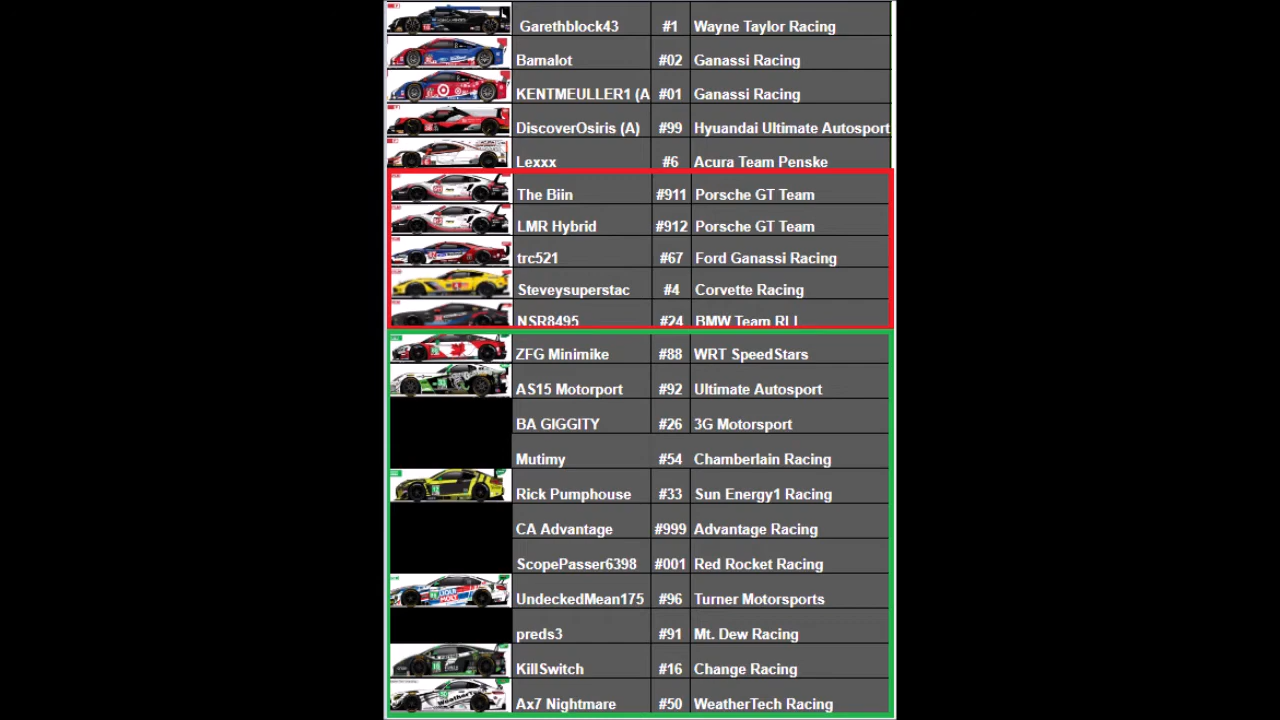 Garethblock43 #1 Wayne Taylor Racing
Bamalot #02 Ganassi Racing
KENTMEULLER1 (A #01 Ganassi Racing
DiscoverOsiris (A) #99 Hyuandai Ultimate Autosport
Lexxx #6 Acura Team Penske
The Biin #911 Porsche GT Team
LMR Hybrid #912 Porsche GT Team
trc521 #67 Ford Ganassi Racing
Steveysuperstac #4 Corvette Racing
NSR8495 #24 BMW Team RLL
ZFG Minimike #88 WRT SpeedStars
AS15 Motorport #92 Ultimate Autosport
BA GIGGITY #26 3G Motorsport
Mutimy #54 Chamberlain Racing
Rick Pumphouse #33 Sun Energy1 Racing
CA Advantage #999 Advantage Racing
ScopePasser6398 #001 Red Rocket Racing
UndeckedMean175 #96 Turner Motorsports
preds3 #91 Mt. Dew Racing
KillSwitch #16 Change Racing
Ax7 Nightmare #50 WeatherTech Racing